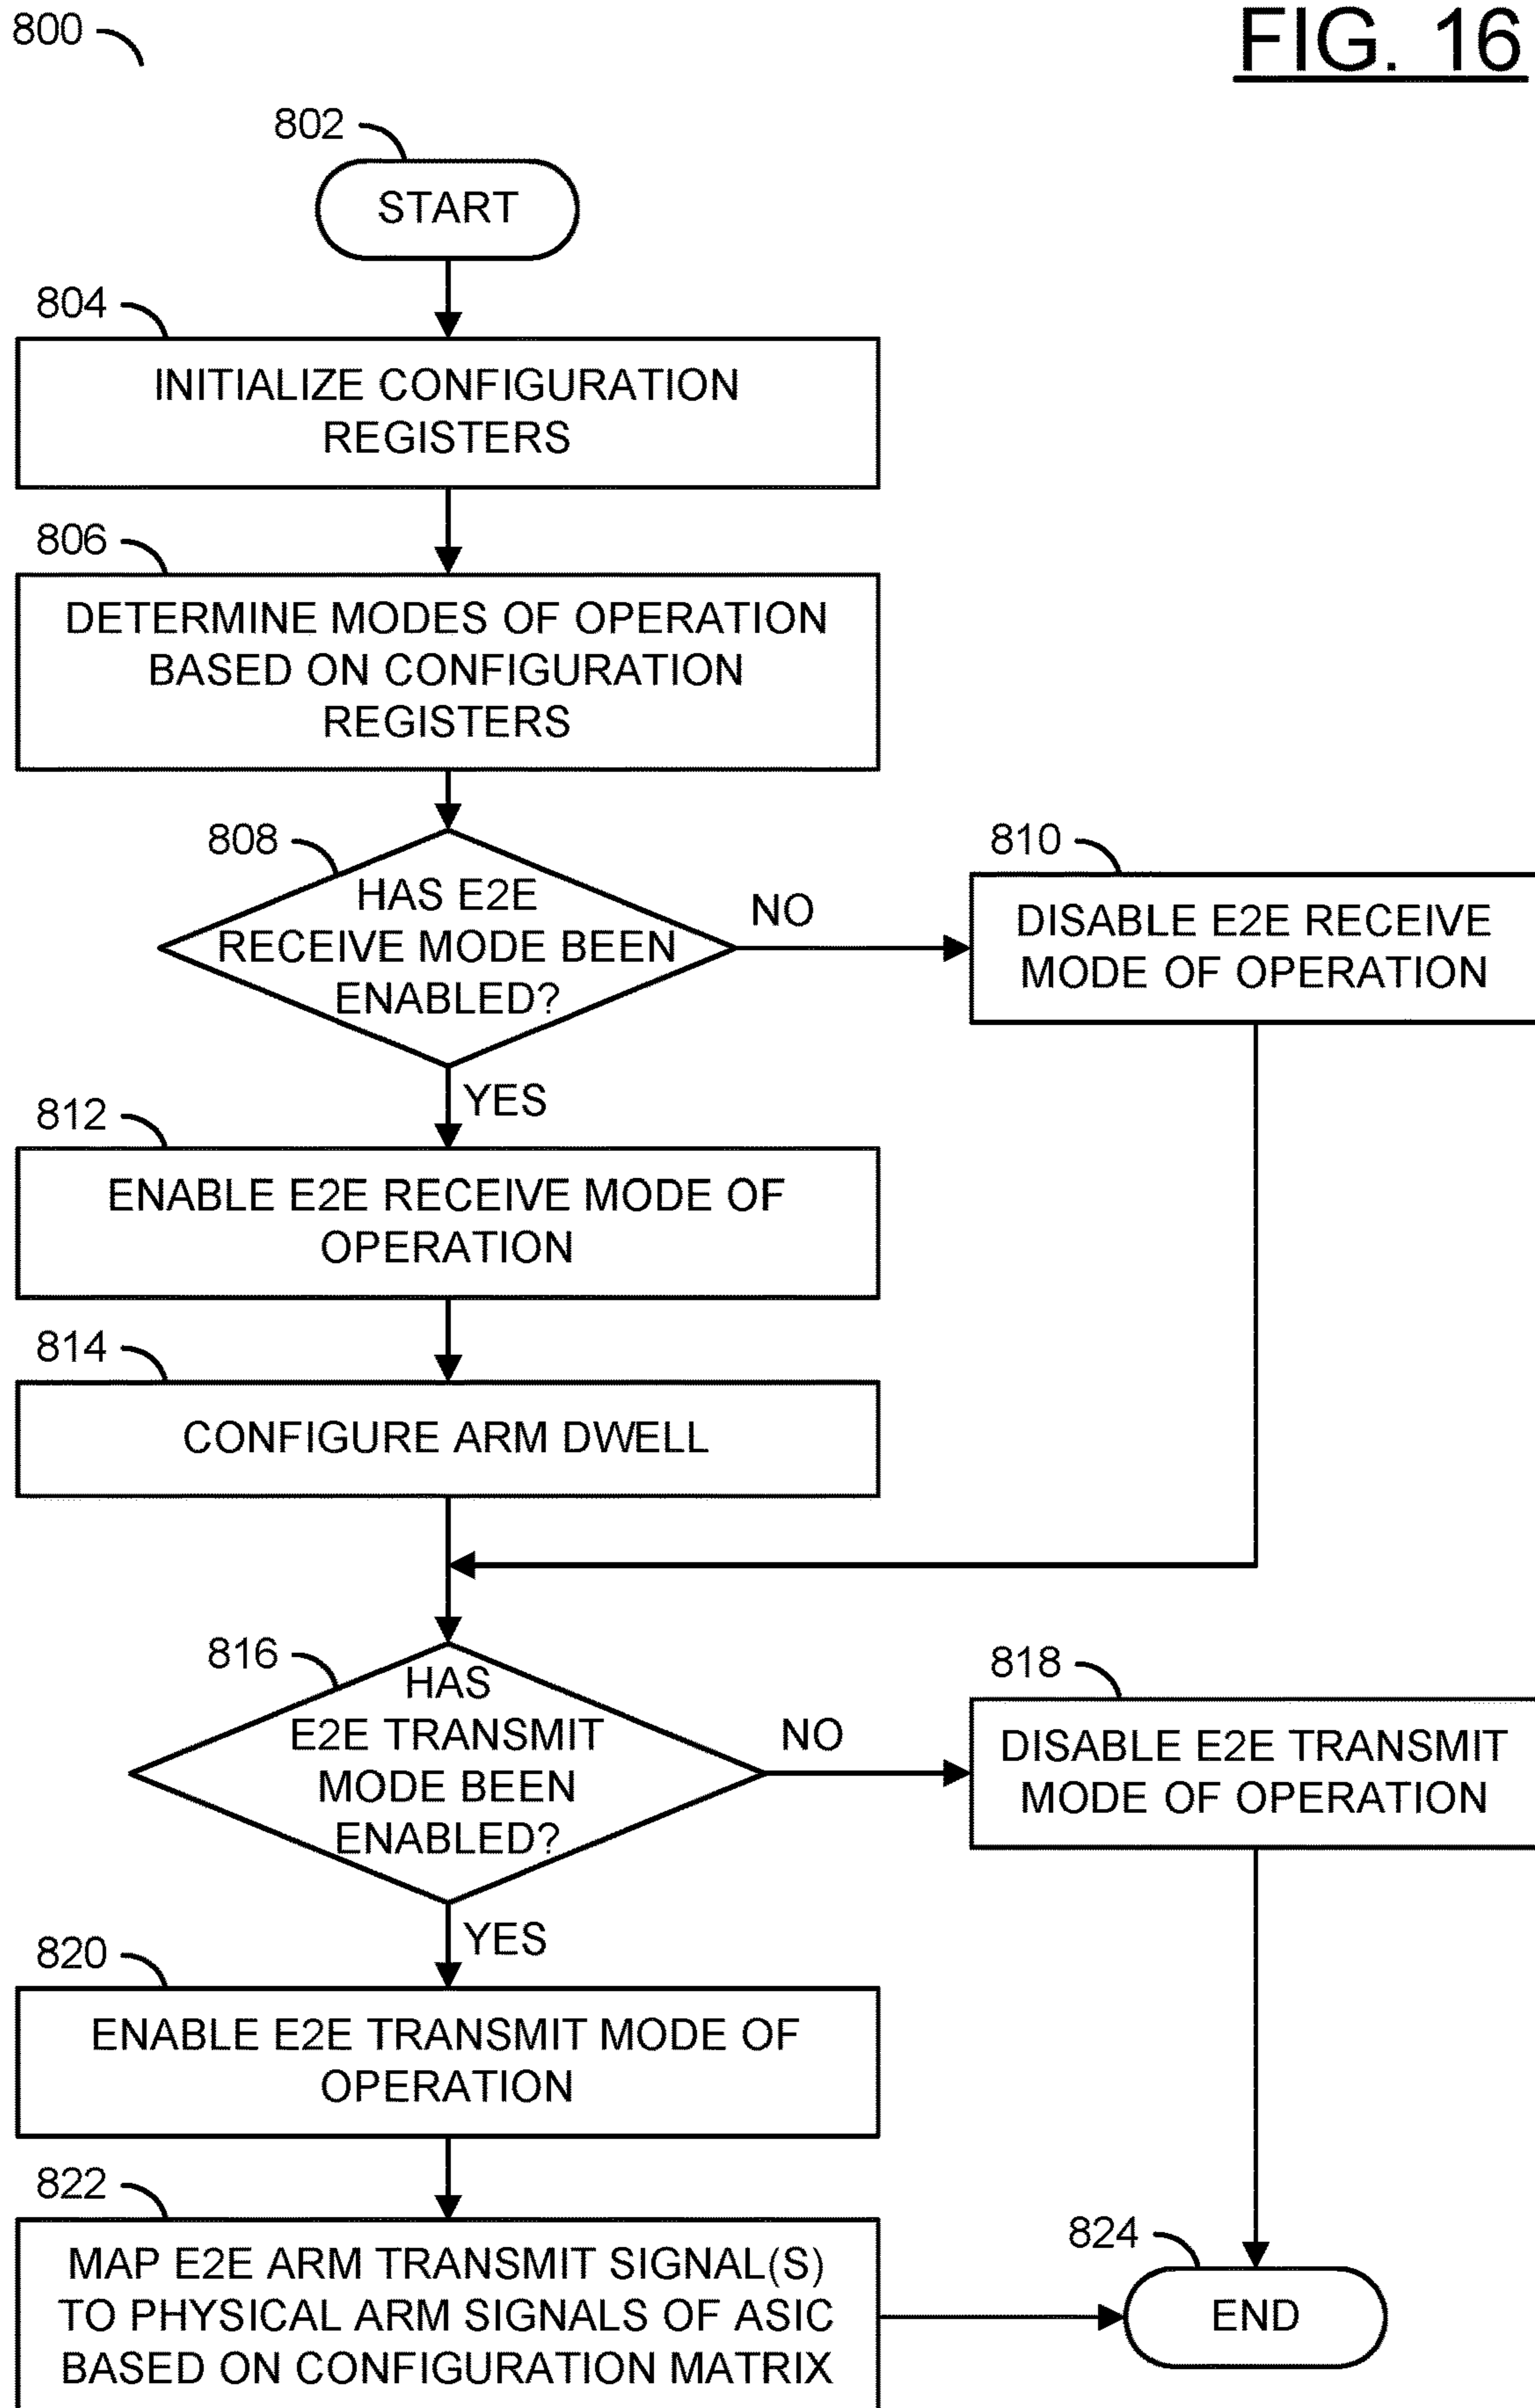 800
FIG. 16
802
START
804
INITIALIZE CONFIGURATION
REGISTERS
806
DETERMINE MODES OF OPERATION
BASED ON CONFIGURATION
REGISTERS
808
HAS E2E
RECEIVE MODE BEEN
ENABLED?
NO
810
DISABLE E2E RECEIVE
MODE OF OPERATION
YES
812
ENABLE E2E RECEIVE MODE OF
OPERATION
814
CONFIGURE ARM DWELL
816
HAS
E2E TRANSMIT
MODE BEEN
ENABLED?
NO
818
DISABLE E2E TRANSMIT
MODE OF OPERATION
YES
820
ENABLE E2E TRANSMIT MODE OF
OPERATION
822
MAP E2E ARM TRANSMIT SIGNAL(S)
TO PHYSICAL ARM SIGNALS OF ASIC
BASED ON CONFIGURATION MATRIX
824
END